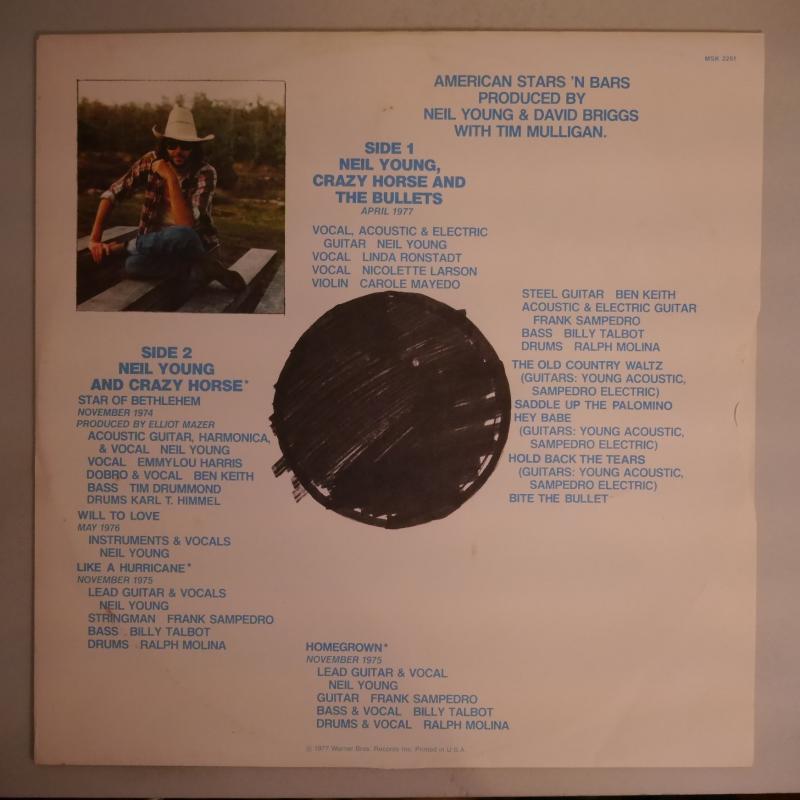 MSK 2261
AMERICAN STARS 'N BARS
PRODUCED BY
NEIL YOUNG & DAVID BRIGGS
WITH TIM MULLIGAN.
SIDE 1
NEIL YOUNG,
CRAZY HORSE AND
THE BULLETS
APRIL 1977
VOCAL, ACOUSTIC & ELECTRIC
GUITAR NEIL YOUNG
VOCAL LINDA RONSTADT
VOCAL NICOLETTE LARSON
VIOLIN CAROLE MAYEDO
STEEL GUITAR BEN KEITH
ACOUSTIC & ELECTRIC GUITAR
FRANK SAMPEDRO
BASS BILLY TALBOT
DRUMS RALPH MOLINA
THE OLD COUNTRY WALTZ
(GUITARS: YOUNG ACOUSTIC,
SAMPEDRO ELECTRIC)
SADDLE UP THE PALOMINO
HEY BABE
(GUITARS: YOUNG ACOUSTIC,
SAMPEDRO ELECTRIC)
HOLD BACK THE TEARS
(GUITARS: YOUNG ACOUSTIC,
SAMPEDRO ELECTRIC)
BITE THE BULLET
SIDE 2
NEIL YOUNG
AND CRAZY HORSE*
STAR OF BETHLEHEM
NOVEMBER 1974
PRODUCED BY ELLIOT MAZER
ACOUSTIC GUITAR, HARMONICA,
& VOCAL NEIL YOUNG
VOCAL EMMYLOU HARRIS
DOBRO & VOCAL BEN KEITH
BASS TIM DRUMMOND
DRUMS KARL T. HIMMEL
WILL TO LOVE
MAY 1976
INSTRUMENTS & VOCALS
NEIL YOUNG
LIKE A HURRICANE*
NOVEMBER 1975
LEAD GUITAR & VOCALS
NEIL YOUNG
STRINGMAN FRANK SAMPEDRO
BASS BILLY TALBOT
DRUMS RALPH MOLINA
HOMEGROWN*
NOVEMBER 1975
LEAD GUITAR & VOCAL
NEIL YOUNG
GUITAR FRANK SAMPEDRO
BASS & VOCAL BILLY TALBOT
DRUMS & VOCAL RALPH MOLINA
℗ 1977 Warner Bros. Records Inc. Printed in U.S.A.